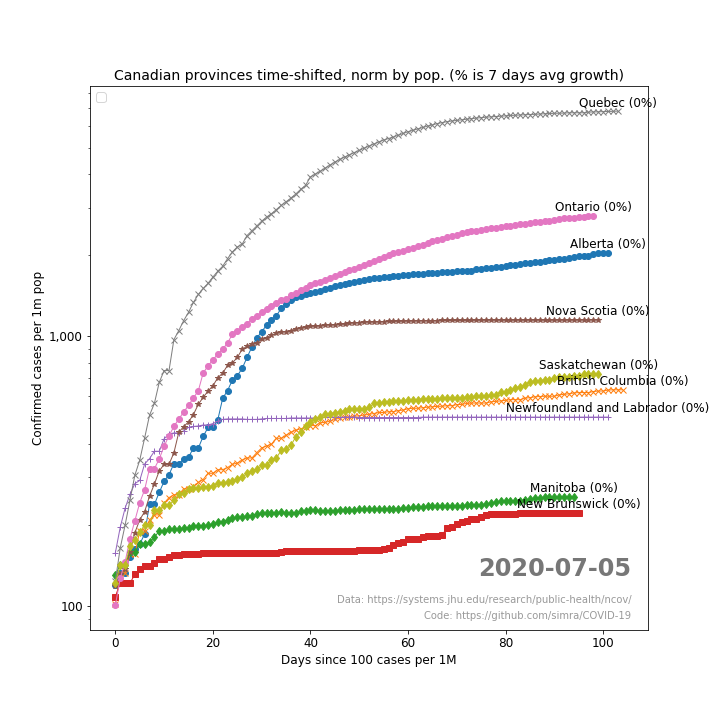 Canadian provinces time-shifted, norm by pop. (% is 7 days avg growth)
Quebec (0%)
Ontario (0%)
Alberta (0%)
Nova Scotia (0%)
Saskatchewan (0%)
British Columbia (0%)
Newfoundland and Labrador (0%)
Manitoba (0%)
New Brunswick (0%)
1,000
100
Confirmed cases per 1m pop
2020-07-05
Data: https://systems.jhu.edu/research/public-health/ncov/
Code: https://github.com/simra/COVID-19
0 20 40 60 80 100
Days since 100 cases per 1M